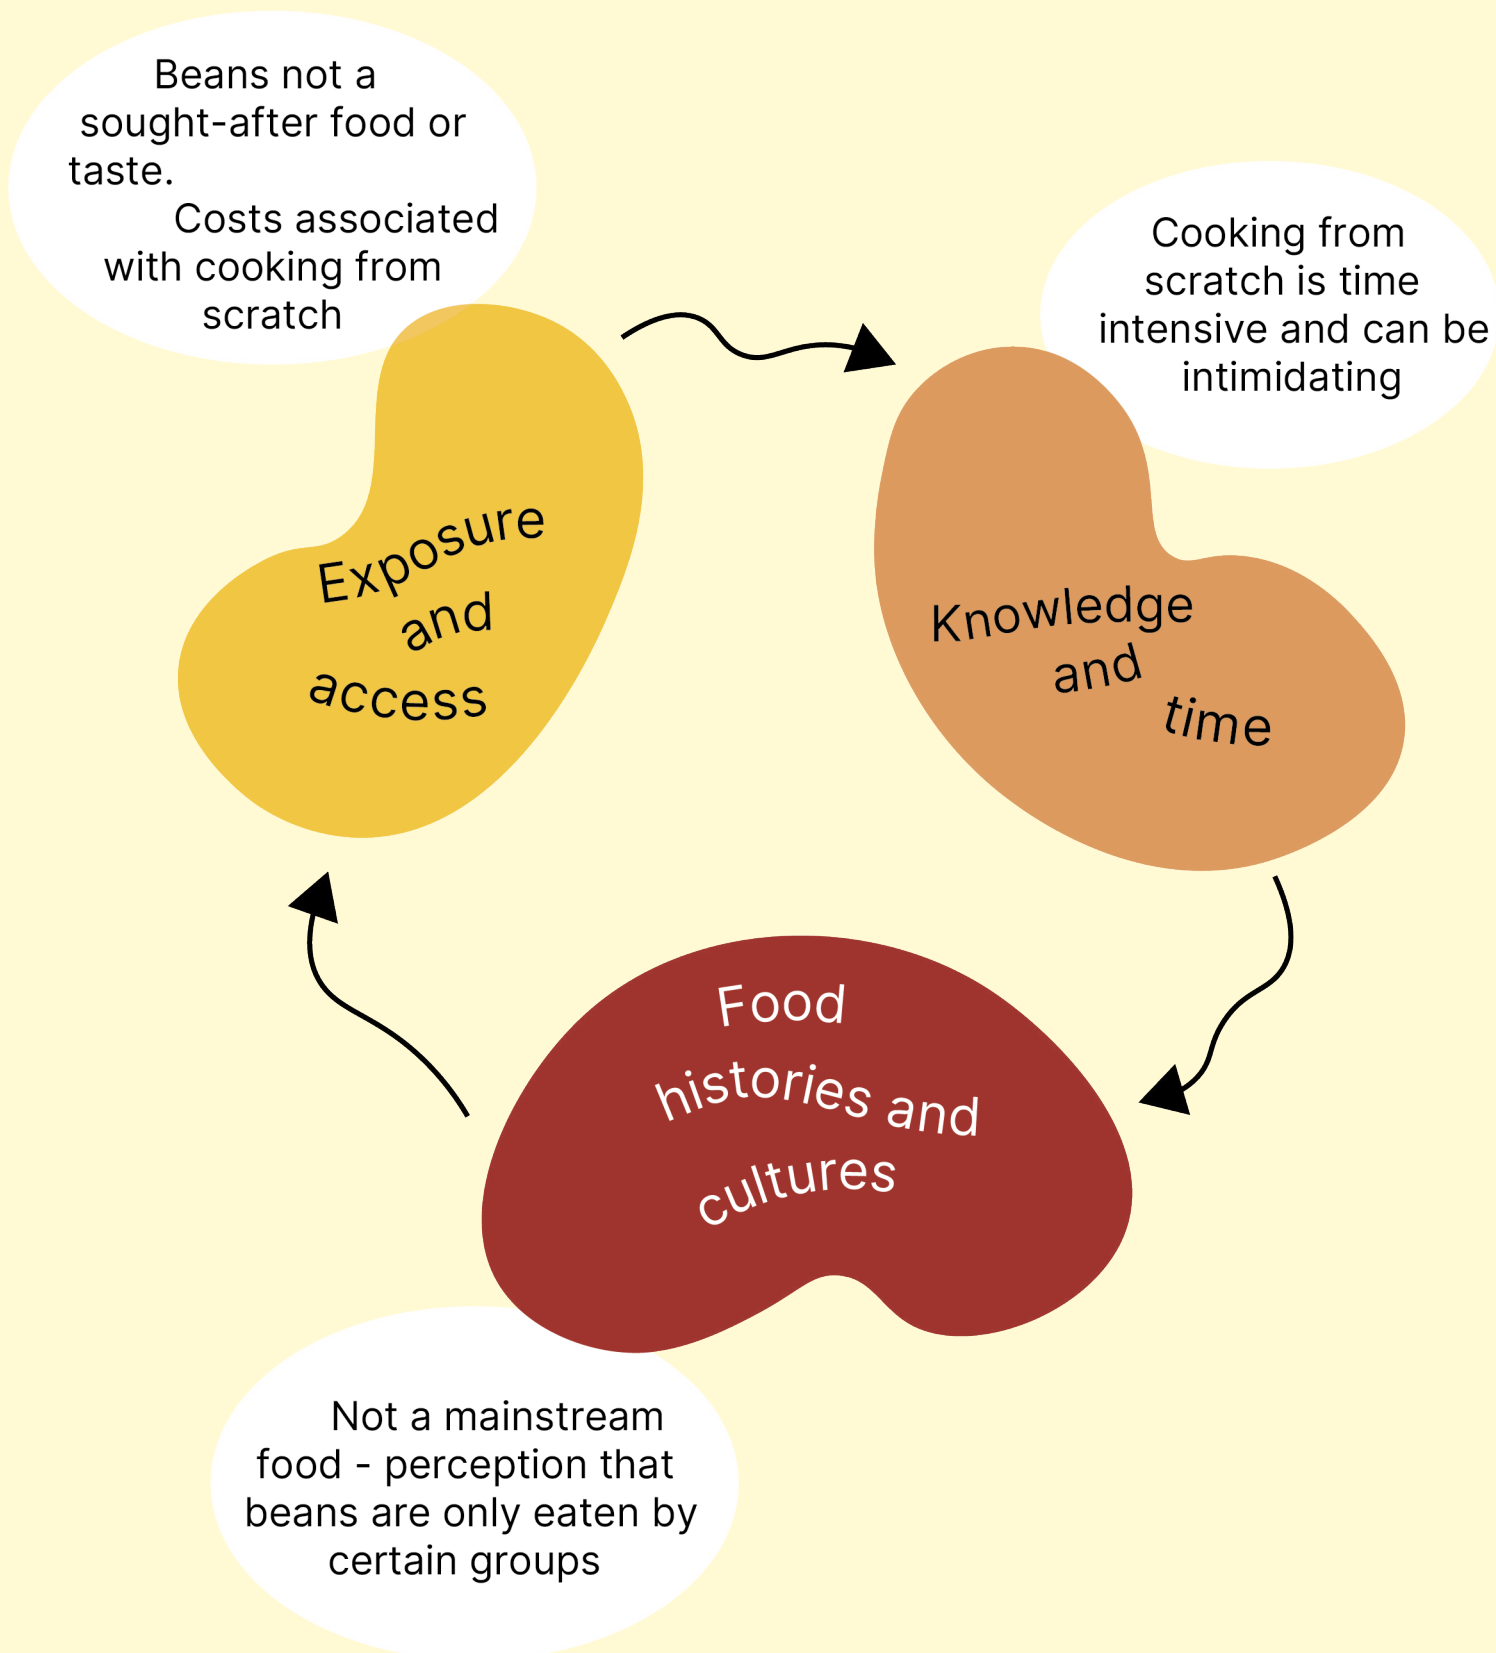 Beans not a
sought-after food or
taste.
Costs associated
with cooking from
scratch
Cooking from
scratch is time
intensive and can be
intimidating
Exposure
and
access
Knowledge
and
time
Food
histories and
cultures
Not a mainstream
food - perception that
beans are only eaten by
certain groups